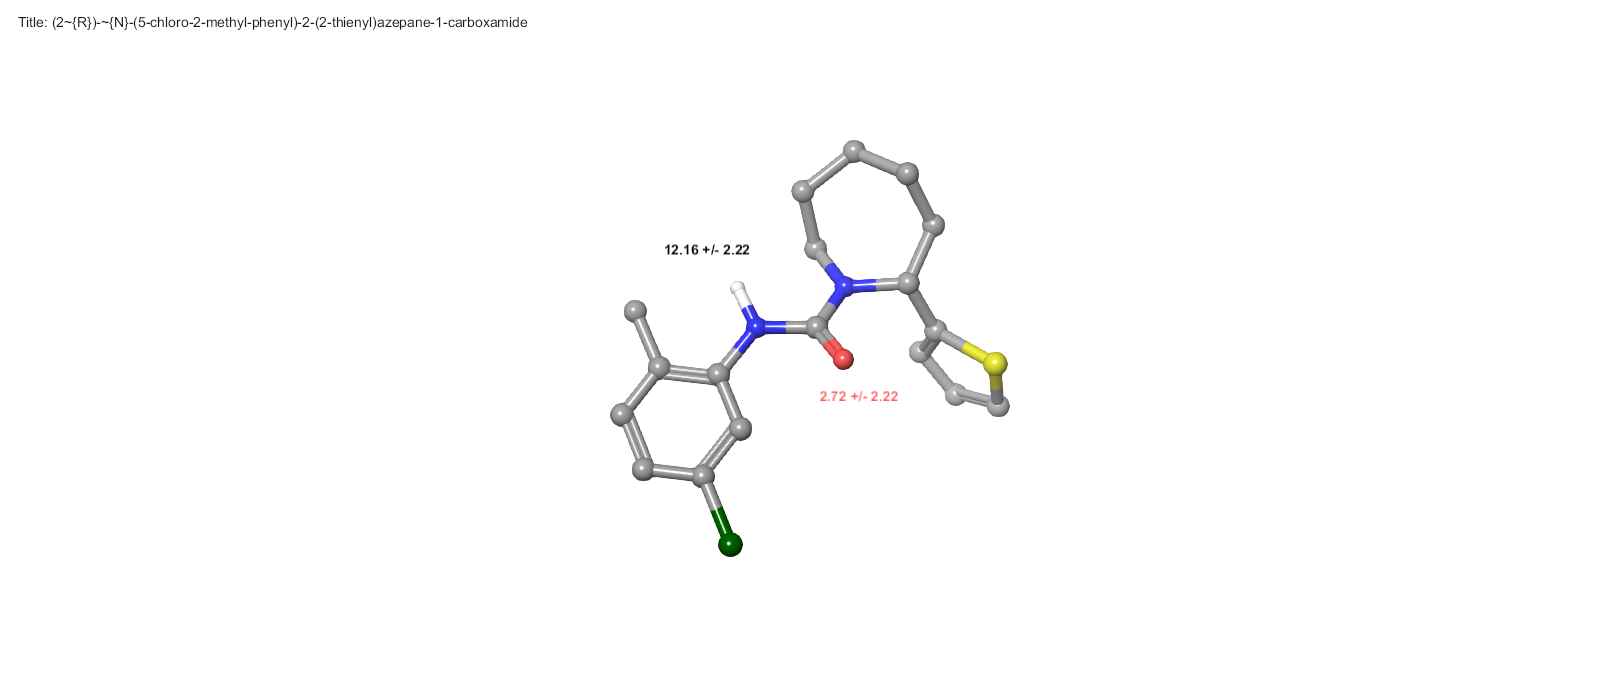 Title: (2~{R})-~{N}-(5-chloro-2-methyl-phenyl)-2-(2-thienyl)azepane-1-carboxamide
12.16 +/- 2.22
2.72 +/- 2.22